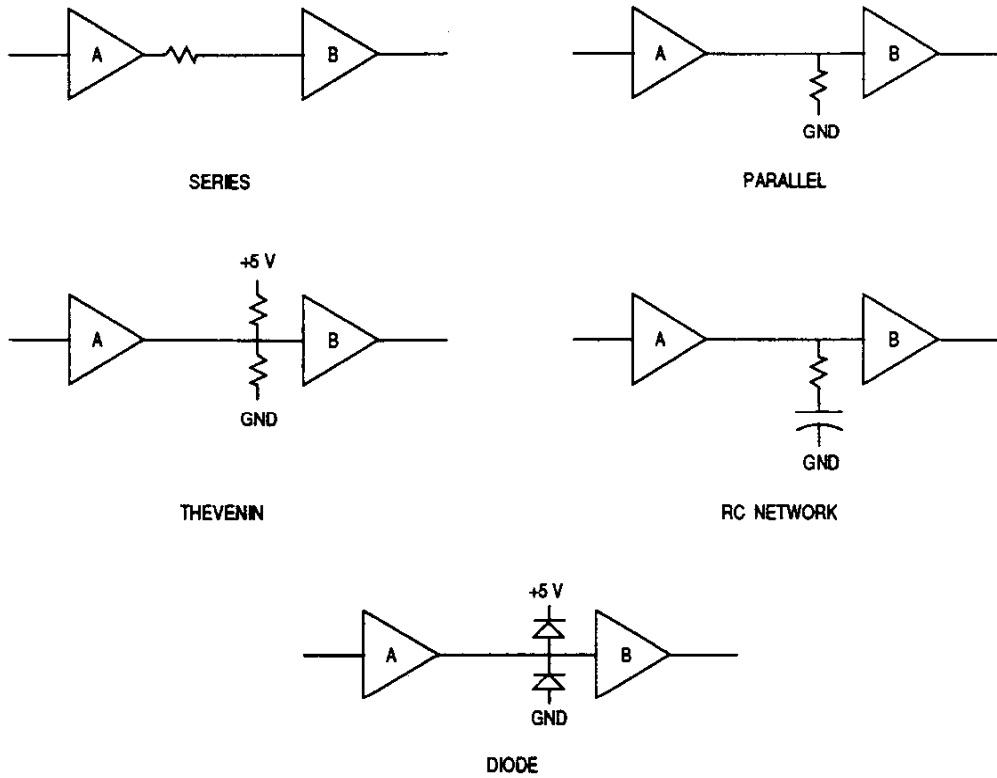 A
B
SERIES
A
B
GND
PARALLEL
+5 V
A
B
GND
THEVENIN
A
B
GND
RC NETWORK
+5 V
A
B
GND
DIODE